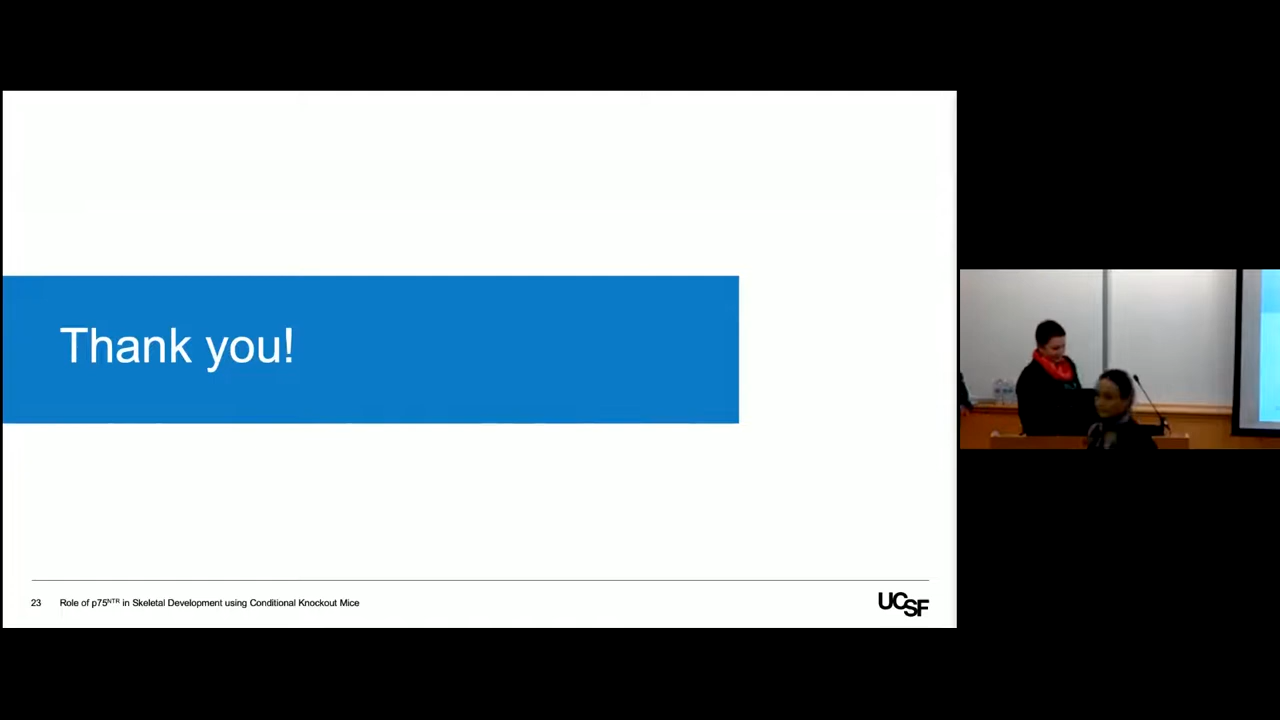 Thank you!
23 Role of p75NTR in Skeletal Development using Conditional Knockout Mice
UCSF